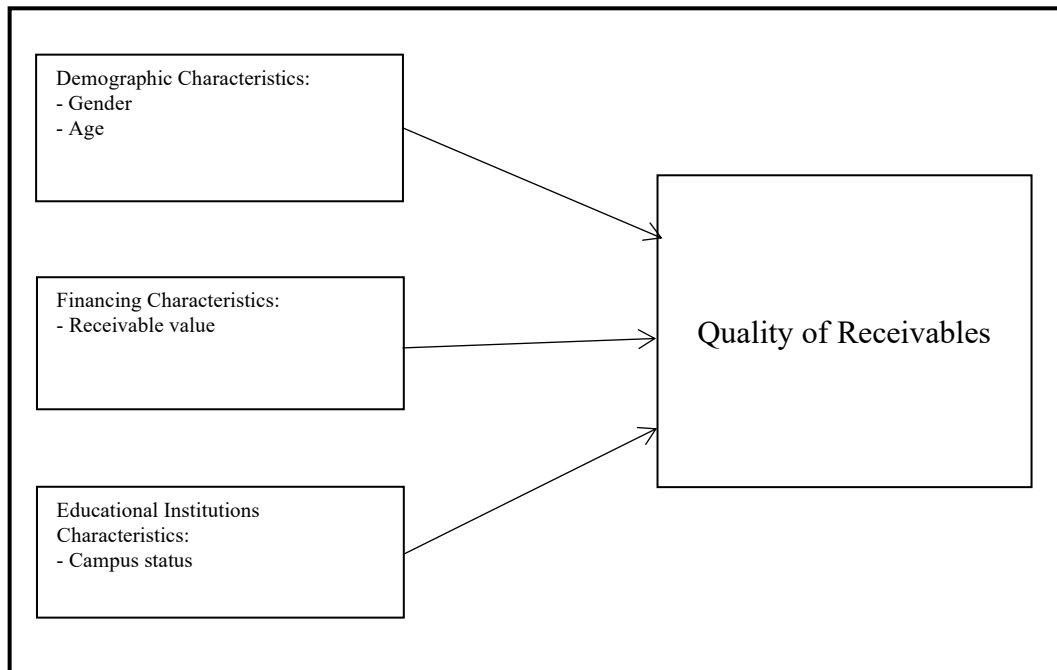 Demographic Characteristics:
- Gender
- Age
Financing Characteristics:
- Receivable value
Educational Institutions
Characteristics:
- Campus status
Quality of Receivables